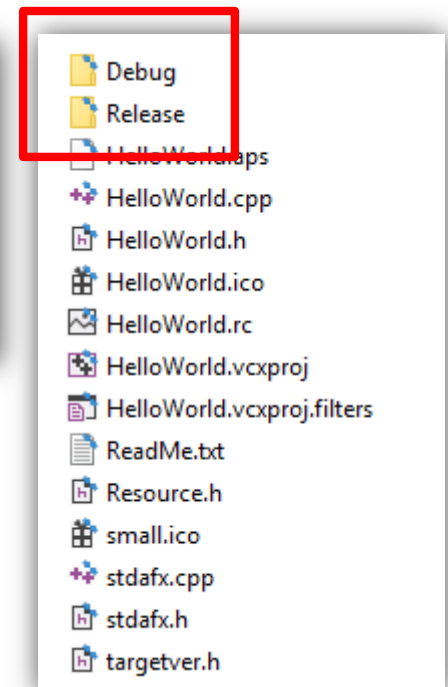 Debug
Release
HelloWorld.aps
HelloWorld.cpp
HelloWorld.h
HelloWorld.ico
HelloWorld.rc
HelloWorld.vcxproj
HelloWorld.vcxproj.filters
ReadMe.txt
Resource.h
small.ico
stdafx.cpp
stdafx.h
targetver.h